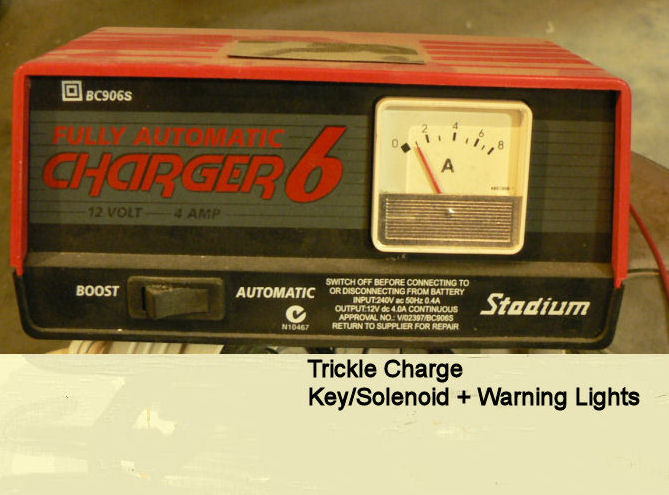 BC906S
FULLY AUTOMATIC
CHARGER 6
12 VOLT — 4 AMP
0 2 4 6 8
A
BOOST
AUTOMATIC
N10467
SWITCH OFF BEFORE CONNECTING TO
OR DISCONNECTING FROM BATTERY
INPUT:240V ac 50Hz 0.4A
OUTPUT:12V dc 4.0A CONTINUOUS
APPROVAL NO.: V/02397/BC906S
RETURN TO SUPPLIER FOR REPAIR
Stadium
Trickle Charge
Key/Solenoid + Warning Lights